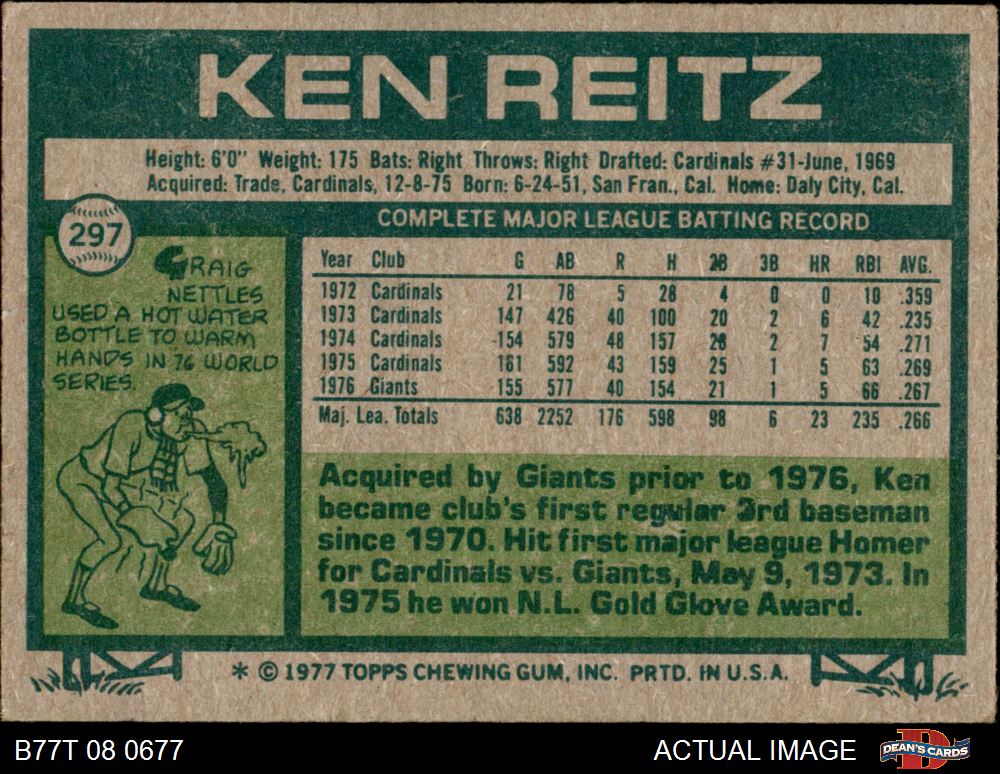 KEN REITZ
Height: 6'0" Weight: 175 Bats: Right Throws: Right Drafted: Cardinals #31-June, 1969
Acquired: Trade, Cardinals, 12-8-75 Born: 6-24-51, San Fran., Cal. Home: Daly City, Cal.
297
GRAIG
NETTLES
USED A HOT WATER
BOTTLE TO WARM
HANDS IN 76 WORLD
SERIES.
COMPLETE MAJOR LEAGUE BATTING RECORD
Year Club G AB R H 2B 3B HR RBI AVG.
1972 Cardinals 21 78 5 28 4 0 0 10 .359
1973 Cardinals 147 426 40 100 20 2 6 42 .235
1974 Cardinals 154 579 48 157 28 2 7 54 .271
1975 Cardinals 161 592 43 159 25 1 5 63 .269
1976 Giants 155 577 40 154 21 1 5 66 .267
Maj. Lea. Totals 638 2252 176 598 98 6 23 235 .266
Acquired by Giants prior to 1976, Ken
became club's first regular 3rd baseman
since 1970. Hit first major league Homer
for Cardinals vs. Giants, May 9, 1973. In
1975 he won N.L. Gold Glove Award.
* © 1977 TOPPS CHEWING GUM, INC. PRTD. IN U.S.A.
B77T 08 0677
ACTUAL IMAGE
DEAN'S CARDS